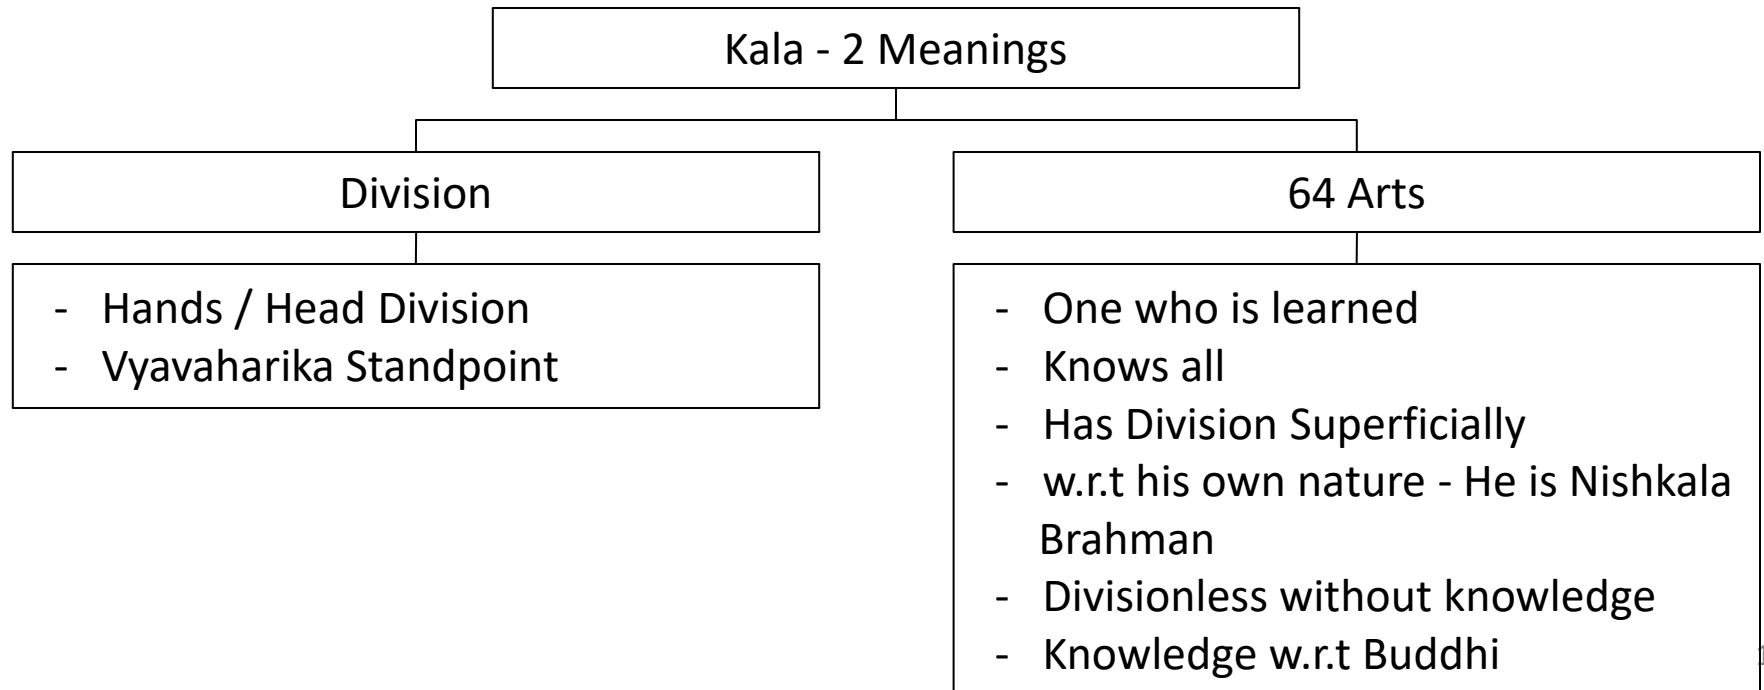 Kala - 2 Meanings
Division
64 Arts
- Hands / Head Division
- Vyavaharika Standpoint
- One who is learned
- Knows all
- Has Division Superficially
- w.r.t his own nature - He is Nishkala
Brahman
- Divisionless without knowledge
- Knowledge w.r.t Buddhi